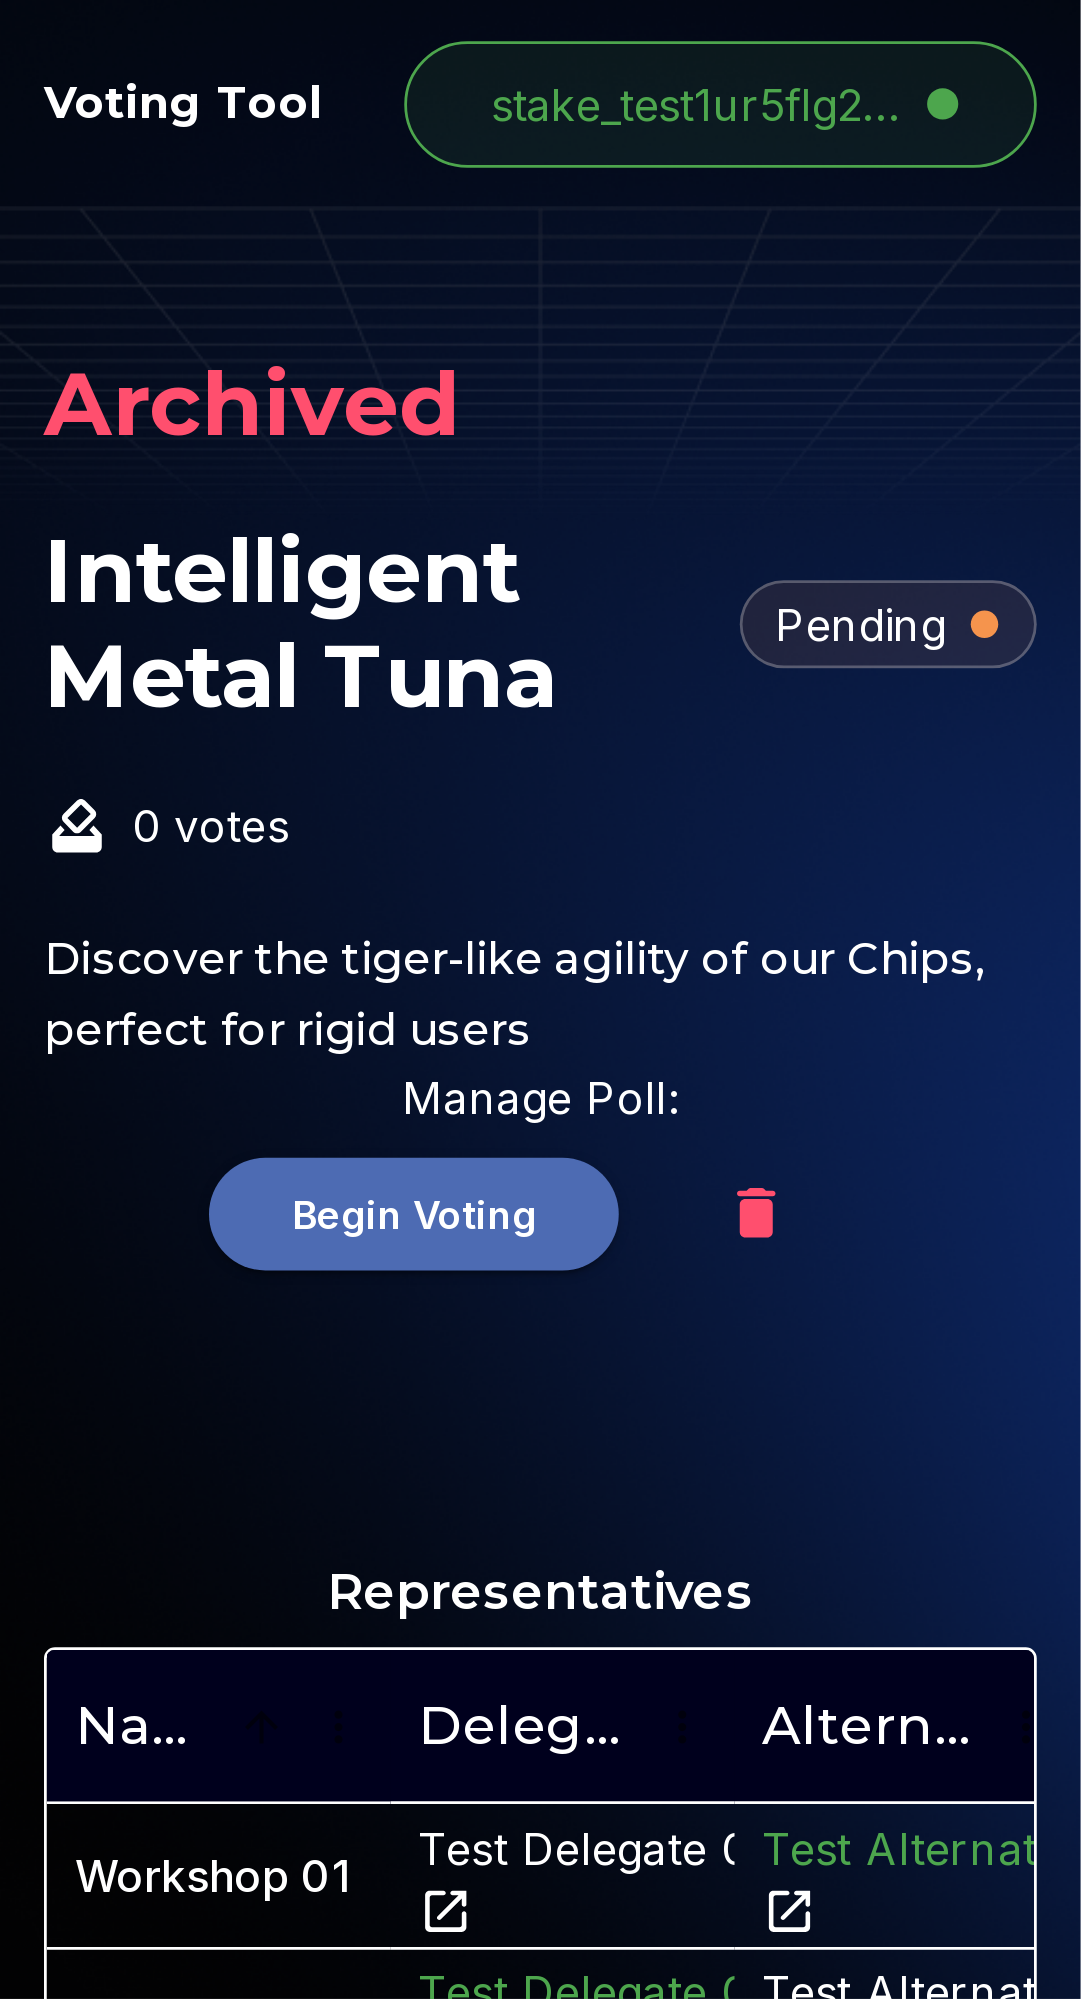 Voting Tool
stake_test1ur5flg2...
Archived
Intelligent
Metal Tuna
Pending
0 votes
Discover the tiger-like agility of our Chips,
perfect for rigid users
Manage Poll:
Begin Voting
Representatives
Na... Deleg... Altern...
Workshop 01 Test Delegate Test Alternat
Test Delegate Test Alternat